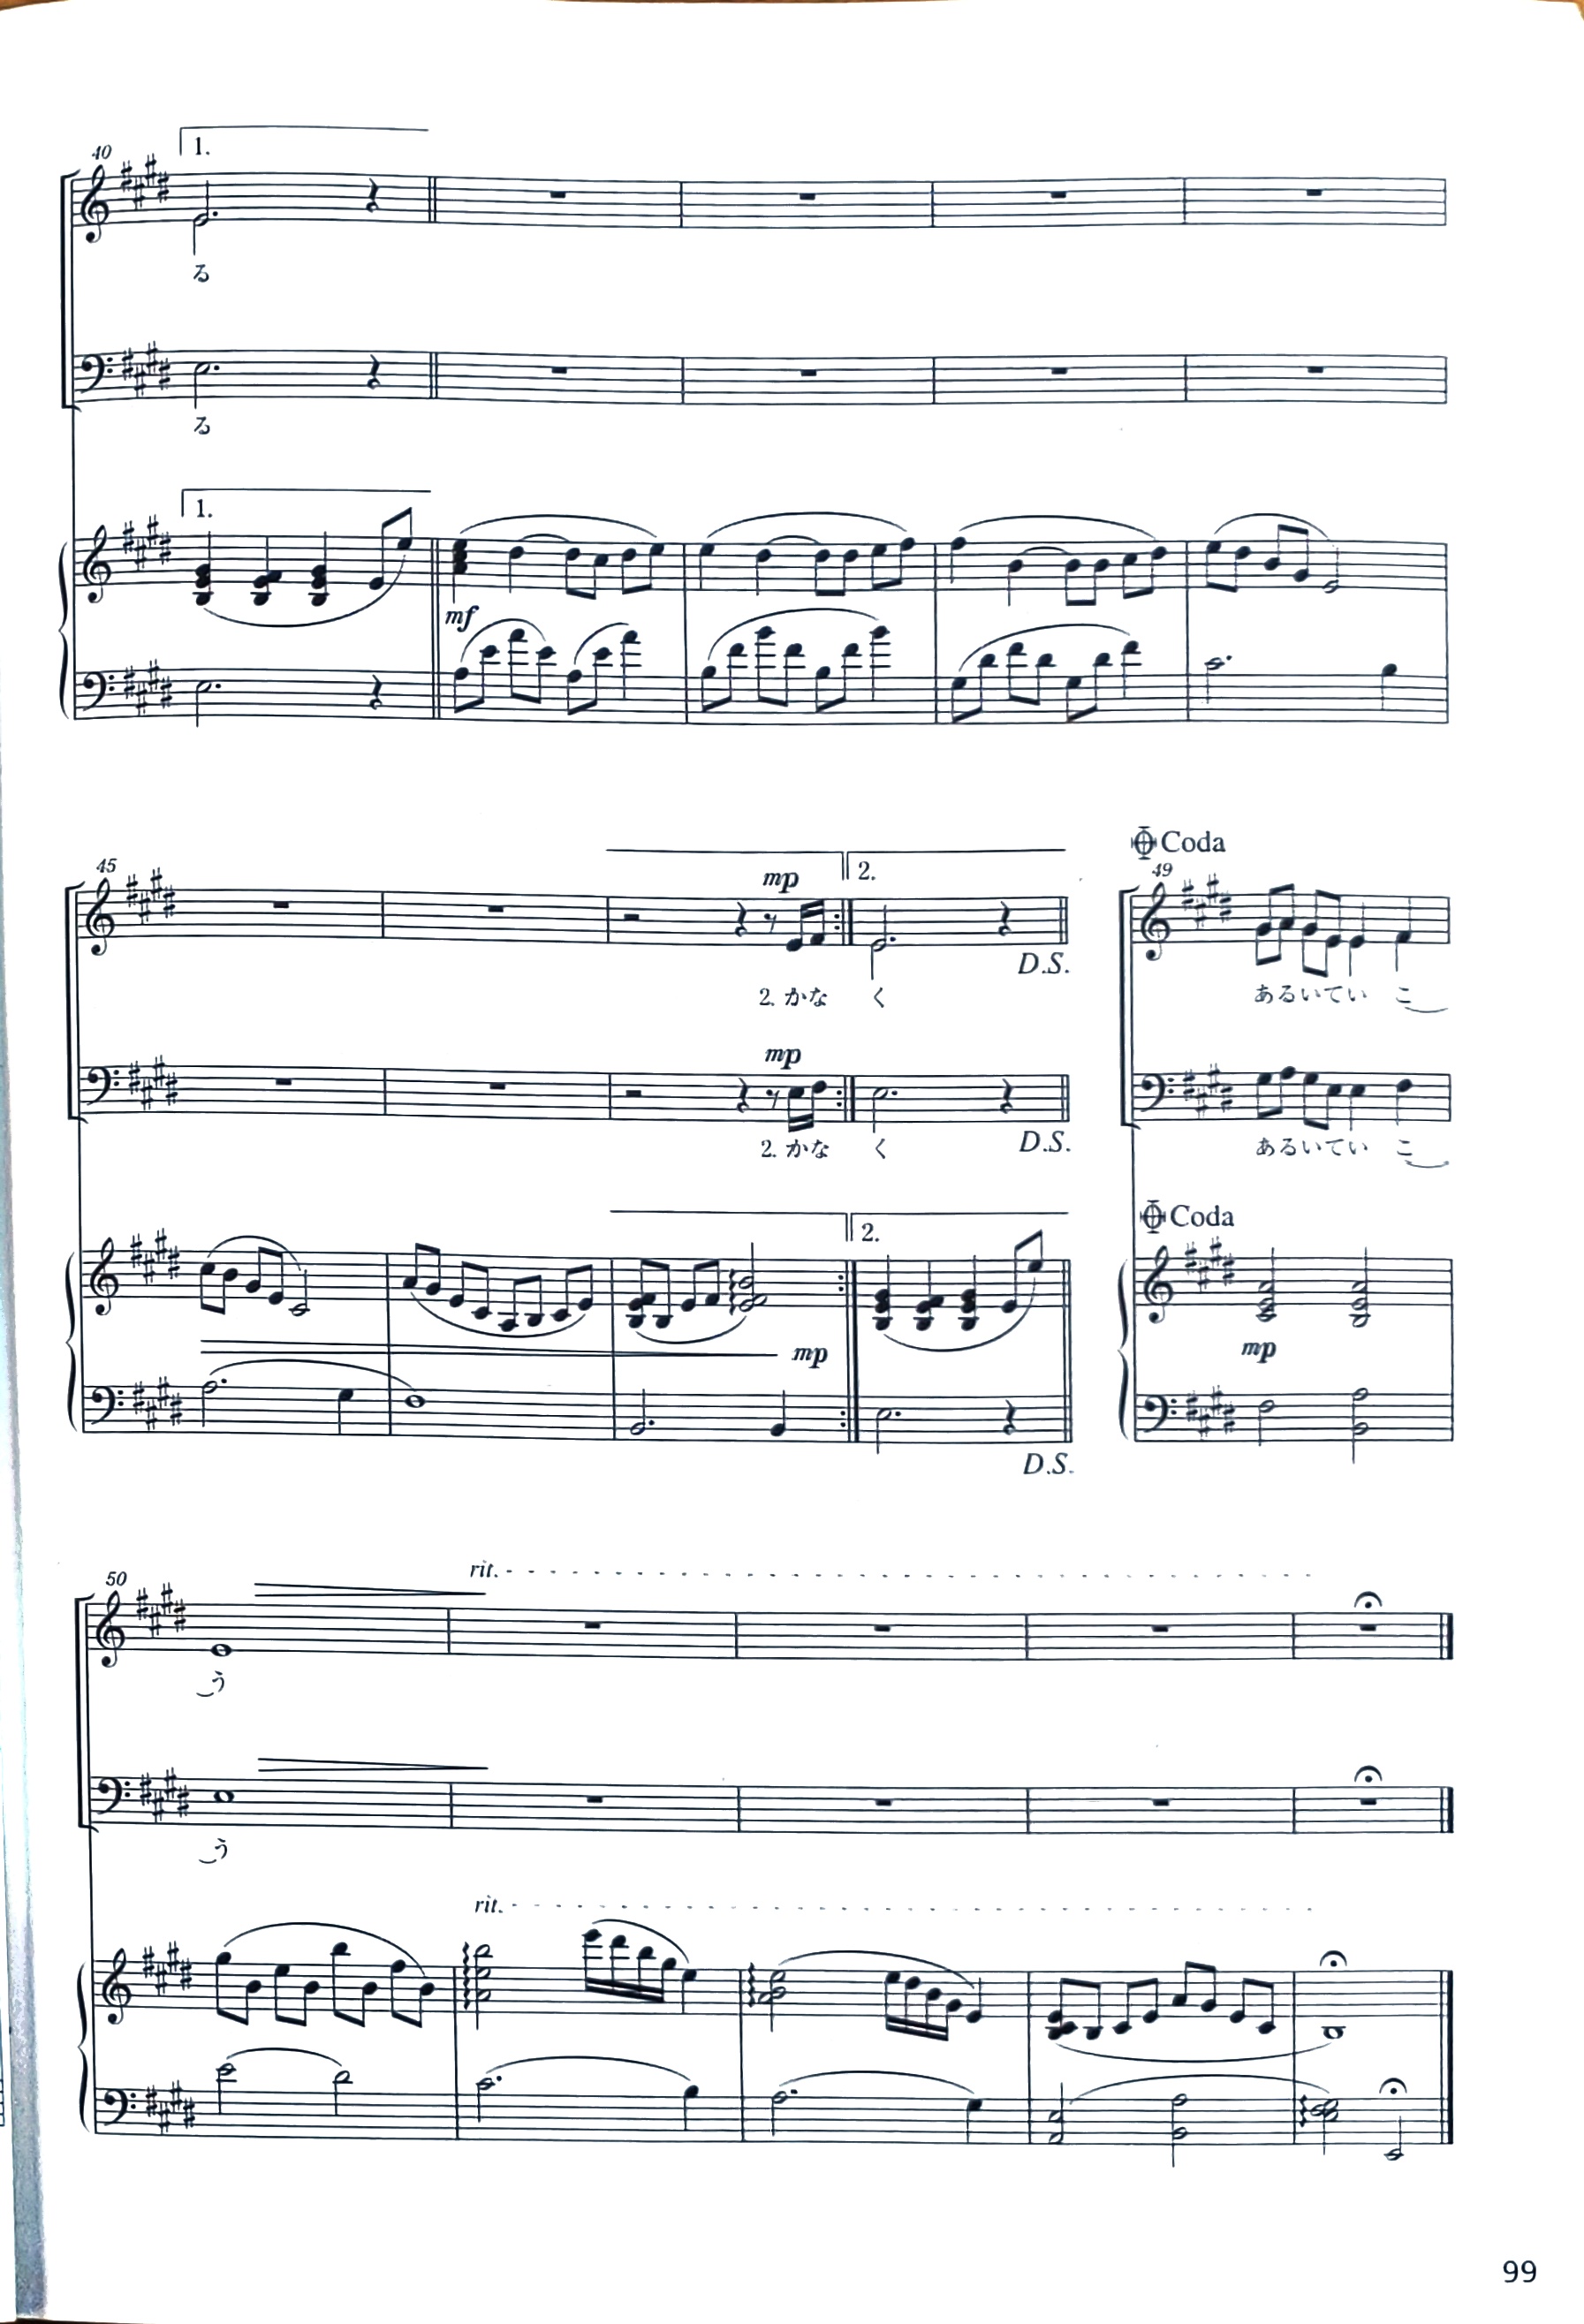 40
1.
る
る
1.
mf
45
mp
2.
Coda
49
D.S.
2. かな く
あるいてい こ
mp
D.S.
2. かな く
あるいてい こ
2.
Coda
mp
mp
D.S.
50
rit.
う
う
rit.
99